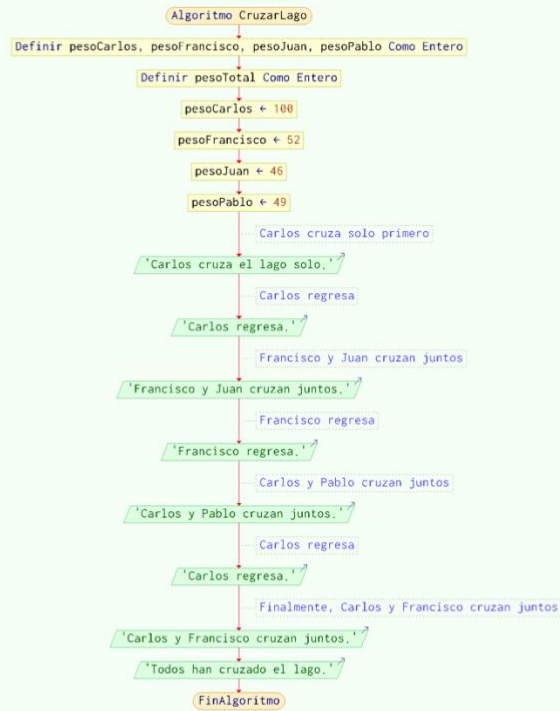 Algoritmo CruzarLago
Definir pesoCarlos, pesoFrancisco, pesoJuan, pesoPablo Como Entero
Definir pesoTotal Como Entero
pesoCarlos ← 100
pesoFrancisco ← 52
pesoJuan ← 46
pesoPablo ← 49
Carlos cruza solo primero
'Carlos cruza el lago solo.'
Carlos regresa
'Carlos regresa.'
Francisco y Juan cruzan juntos
'Francisco y Juan cruzan juntos.'
Francisco regresa
'Francisco regresa.'
Carlos y Pablo cruzan juntos
'Carlos y Pablo cruzan juntos.'
Carlos regresa
'Carlos regresa.'
Finalmente, Carlos y Francisco cruzan juntos
'Carlos y Francisco cruzan juntos.'
'Todos han cruzado el lago.'
FinAlgoritmo